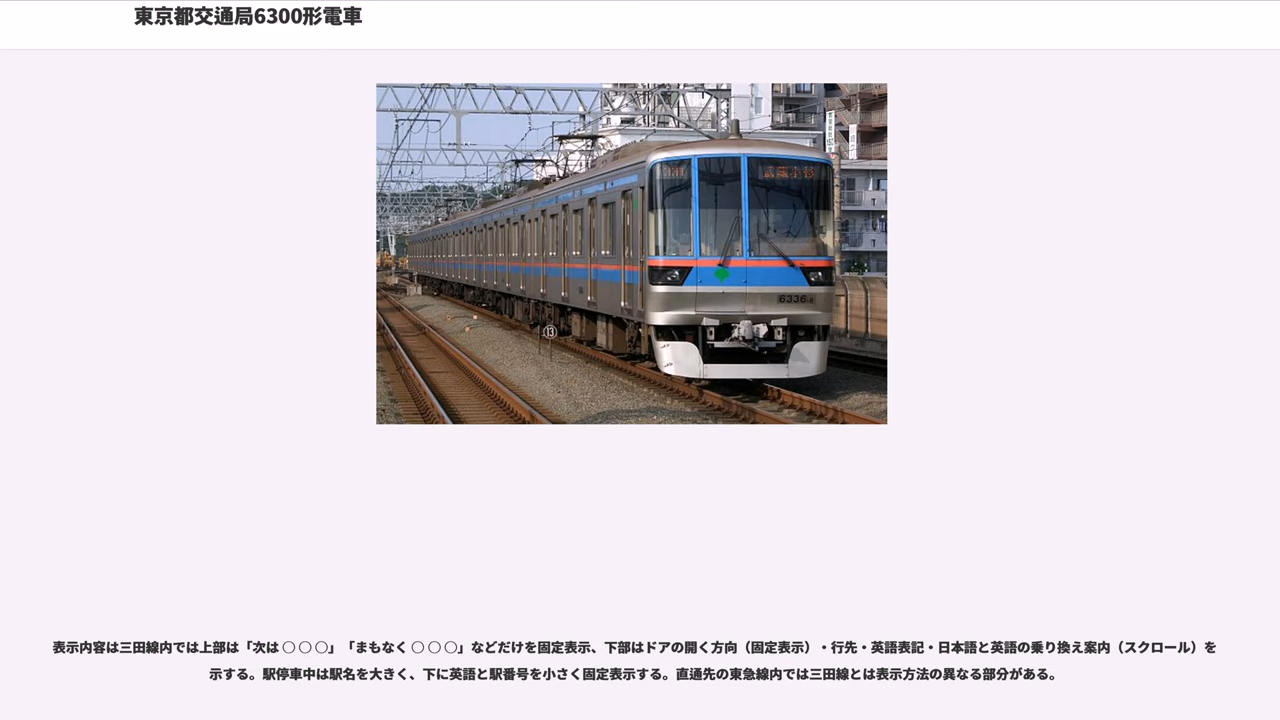 東京都交通局6300形電車
武蔵小杉
6336
⑬
表示内容は三田線内では上部は「次は 〇 〇 〇」「まもなく 〇 〇 〇」などだけを固定表示、下部はドアの開く方向（固定表示）・行先・英語表記・日本語と英語の乗り換え案内（スクロール）を
示する。駅停車中は駅名を大きく、下に英語と駅番号を小さく固定表示する。直通先の東急線内では三田線とは表示方法の異なる部分がある。